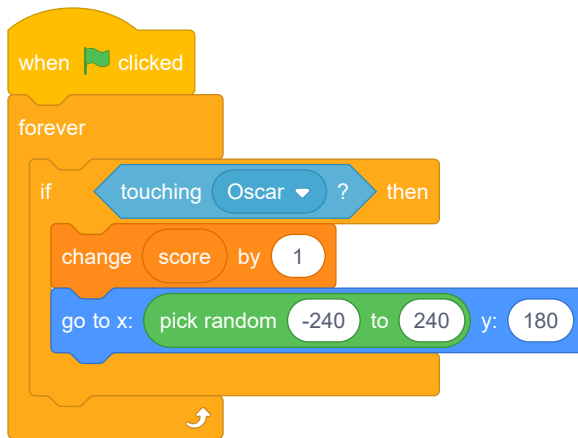 when clicked
forever
if touching Oscar ? then
change score by 1
go to x: pick random -240 to 240 y: 180